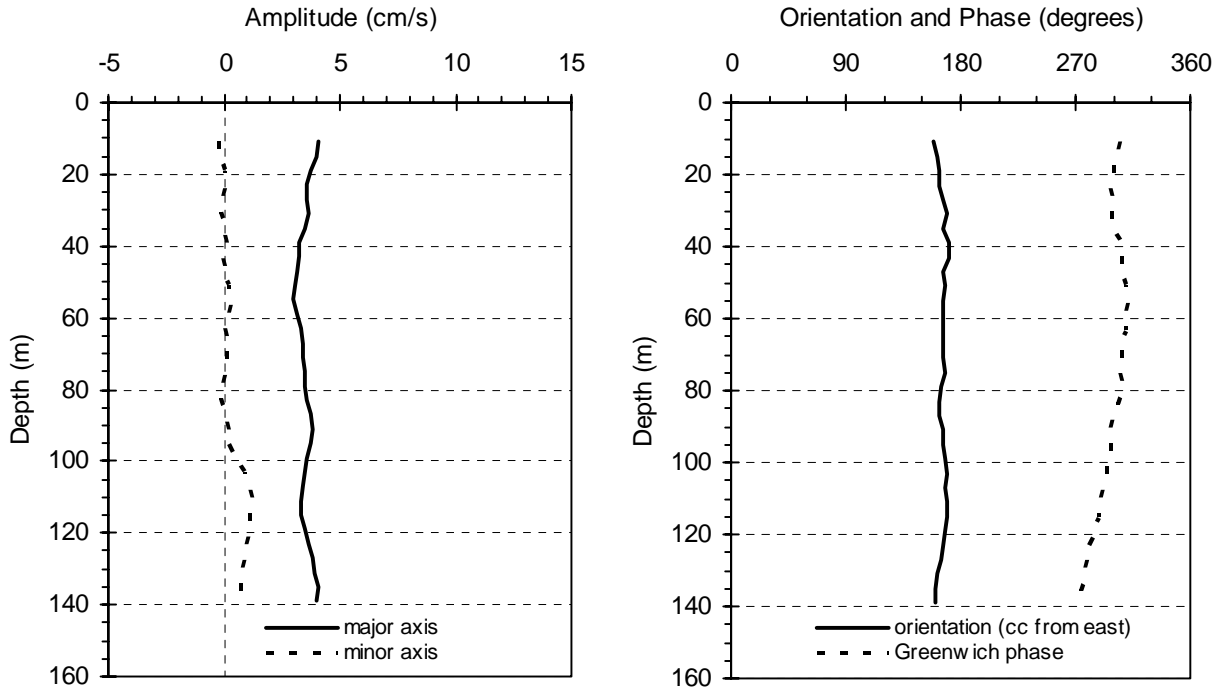 Amplitude (cm/s)
-5 0 5 10 15
0
20
40
60
80
100
120
140
160
Depth (m)
major axis
minor axis
Orientation and Phase (degrees)
0 90 180 270 360
0
20
40
60
80
100
120
140
160
Depth (m)
orientation (cc from east)
Greenwich phase